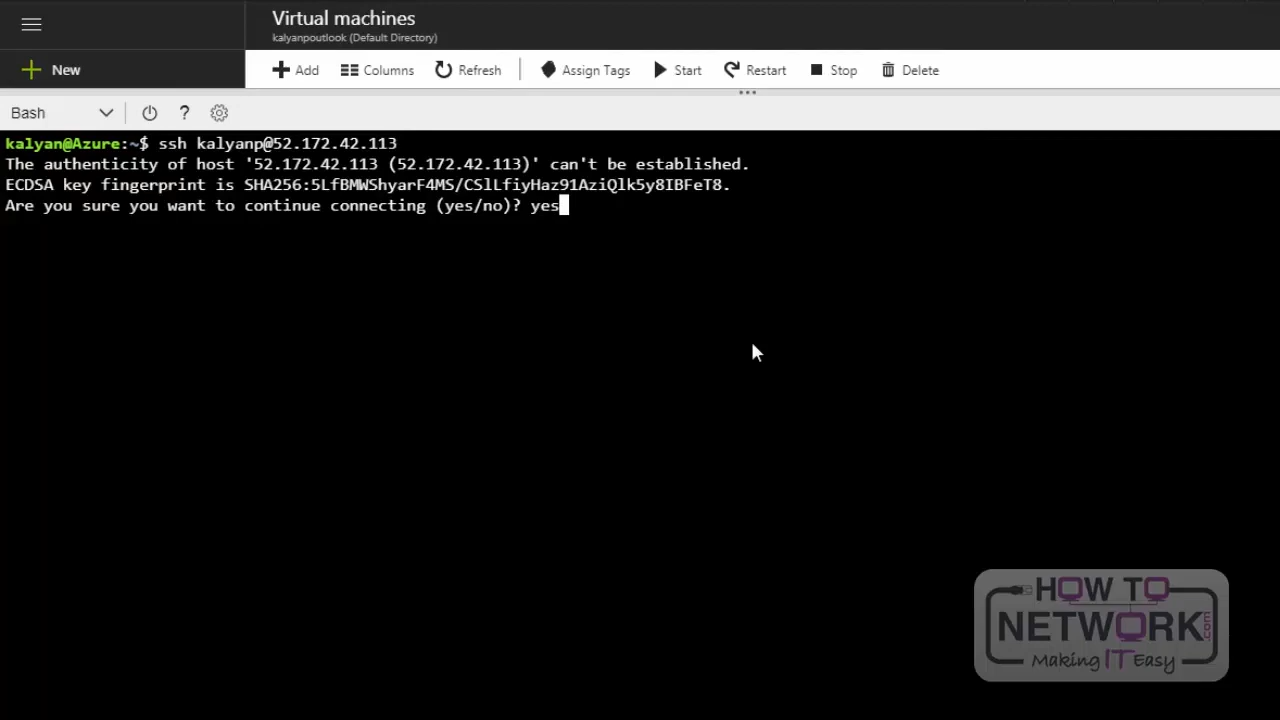 Virtual machines
kalyanpoutlook (Default Directory)
New
Add Columns Refresh Assign Tags Start Restart Stop Delete
Bash ?
kalyan@Azure:~$ ssh kalyanp@52.172.42.113
The authenticity of host '52.172.42.113 (52.172.42.113)' can't be established.
ECDSA key fingerprint is SHA256:5LfBMWShyarF4MS/CSlLfiyHaz91AziQlk5y8IBFeT8.
Are you sure you want to continue connecting (yes/no)? yes
HOW TO
NETWORK.com
Making IT Easy